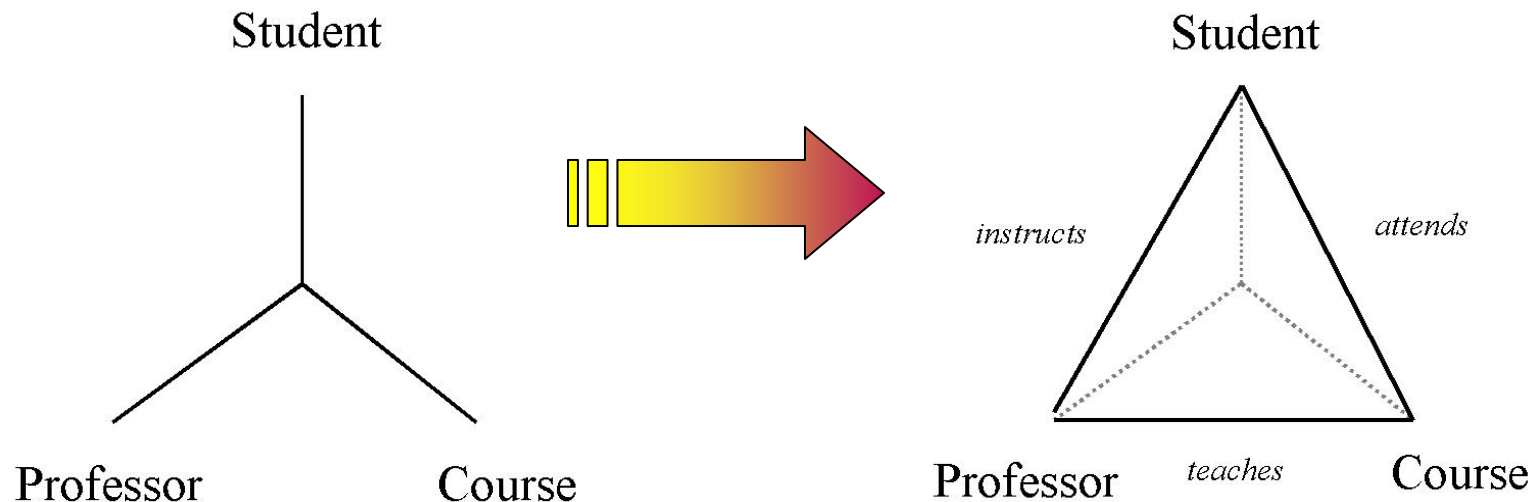 Student
Professor
Course
Student
instructs
attends
Professor
teaches
Course